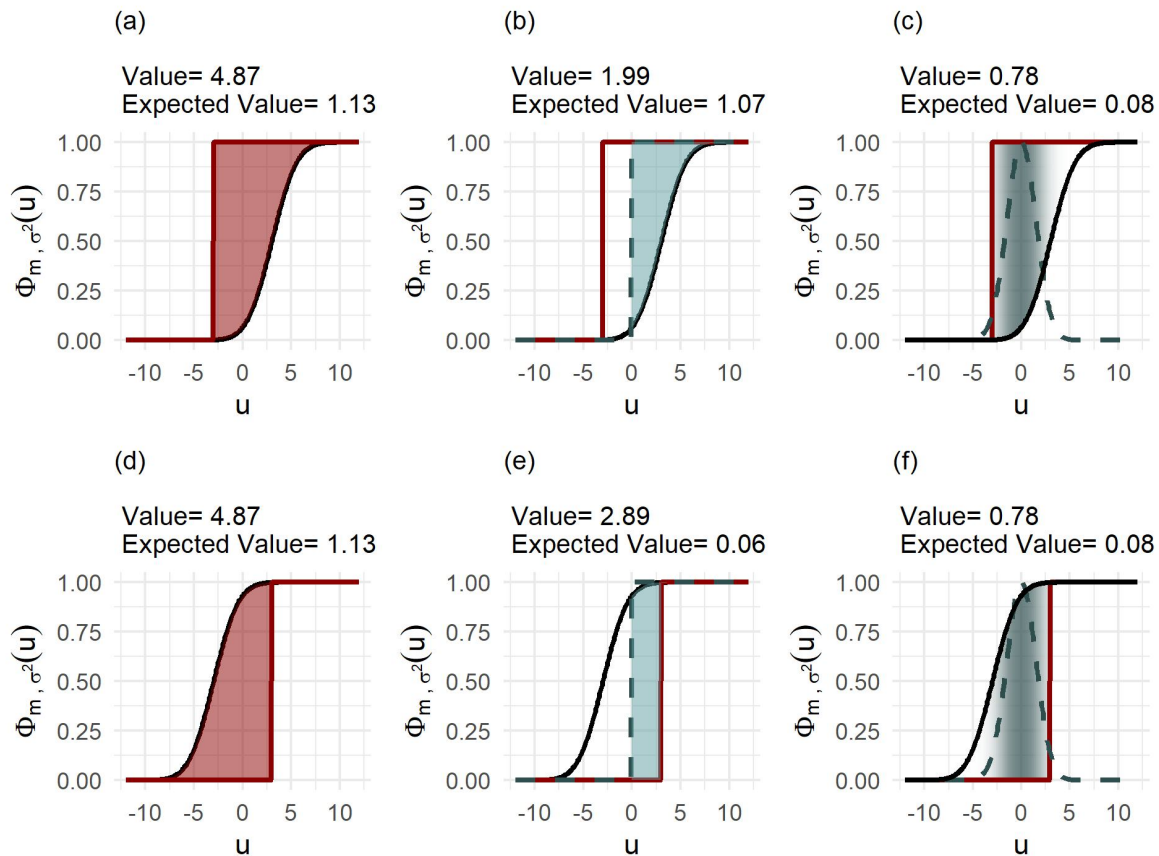 (a) (b) (c)
Value= 4.87 Value= 1.99 Value= 0.78
Expected Value= 1.13 Expected Value= 1.07 Expected Value= 0.08
Φm , σ²(u) Φm , σ²(u) Φm , σ²(u)
1.00 1.00 1.00
0.75 0.75 0.75
0.50 0.50 0.50
0.25 0.25 0.25
0.00 0.00 0.00
-10 -5 0 5 10 -10 -5 0 5 10 -10 -5 0 5 10
u u u
(d) (e) (f)
Value= 4.87 Value= 2.89 Value= 0.78
Expected Value= 1.13 Expected Value= 0.06 Expected Value= 0.08
Φm , σ²(u) Φm , σ²(u) Φm , σ²(u)
1.00 1.00 1.00
0.75 0.75 0.75
0.50 0.50 0.50
0.25 0.25 0.25
0.00 0.00 0.00
-10 -5 0 5 10 -10 -5 0 5 10 -10 -5 0 5 10
u u u